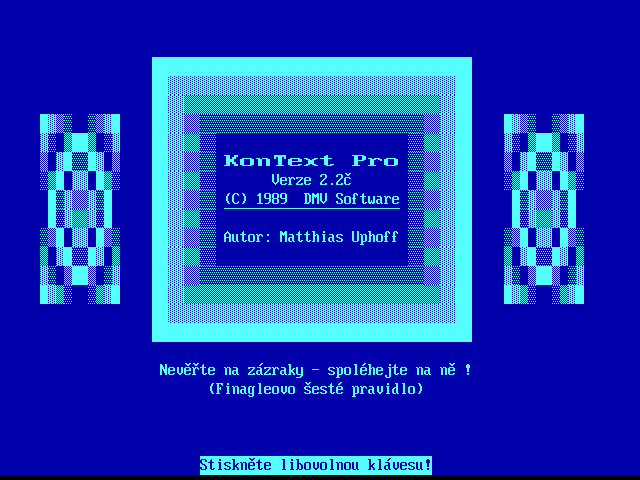 KonText Pro
Verze 2.2č
(C) 1989 DMV Software
Autor: Matthias Uphoff
Nevěřte na zázraky - spoléhejte na ně !
(Finagleovo šesté pravidlo)
Stiskněte libovolnou klávesu!